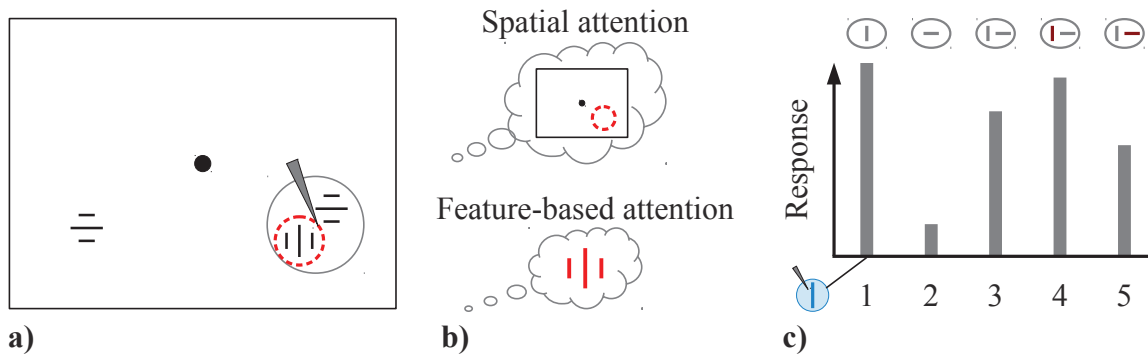 Spatial attention
Feature-based attention
Response
1 2 3 4 5
a)
b)
c)